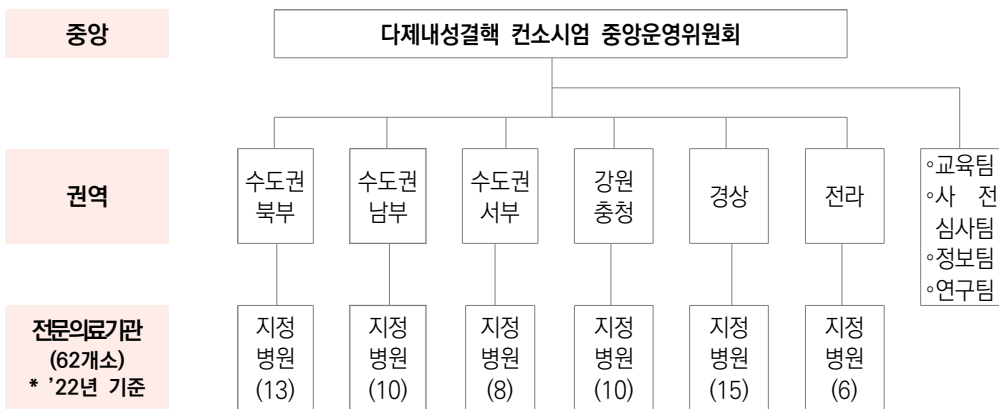 중앙
다제내성결핵 컨소시엄 중앙운영위원회
권역
수도권
북부
수도권
남부
수도권
서부
강원
충청
경상
전라
◦교육팀
◦사 전
심사팀
◦정보팀
◦연구팀
전문의료기관
(62개소)
* ’22년 기준
지정
병원
(13)
지정
병원
(10)
지정
병원
(8)
지정
병원
(10)
지정
병원
(15)
지정
병원
(6)